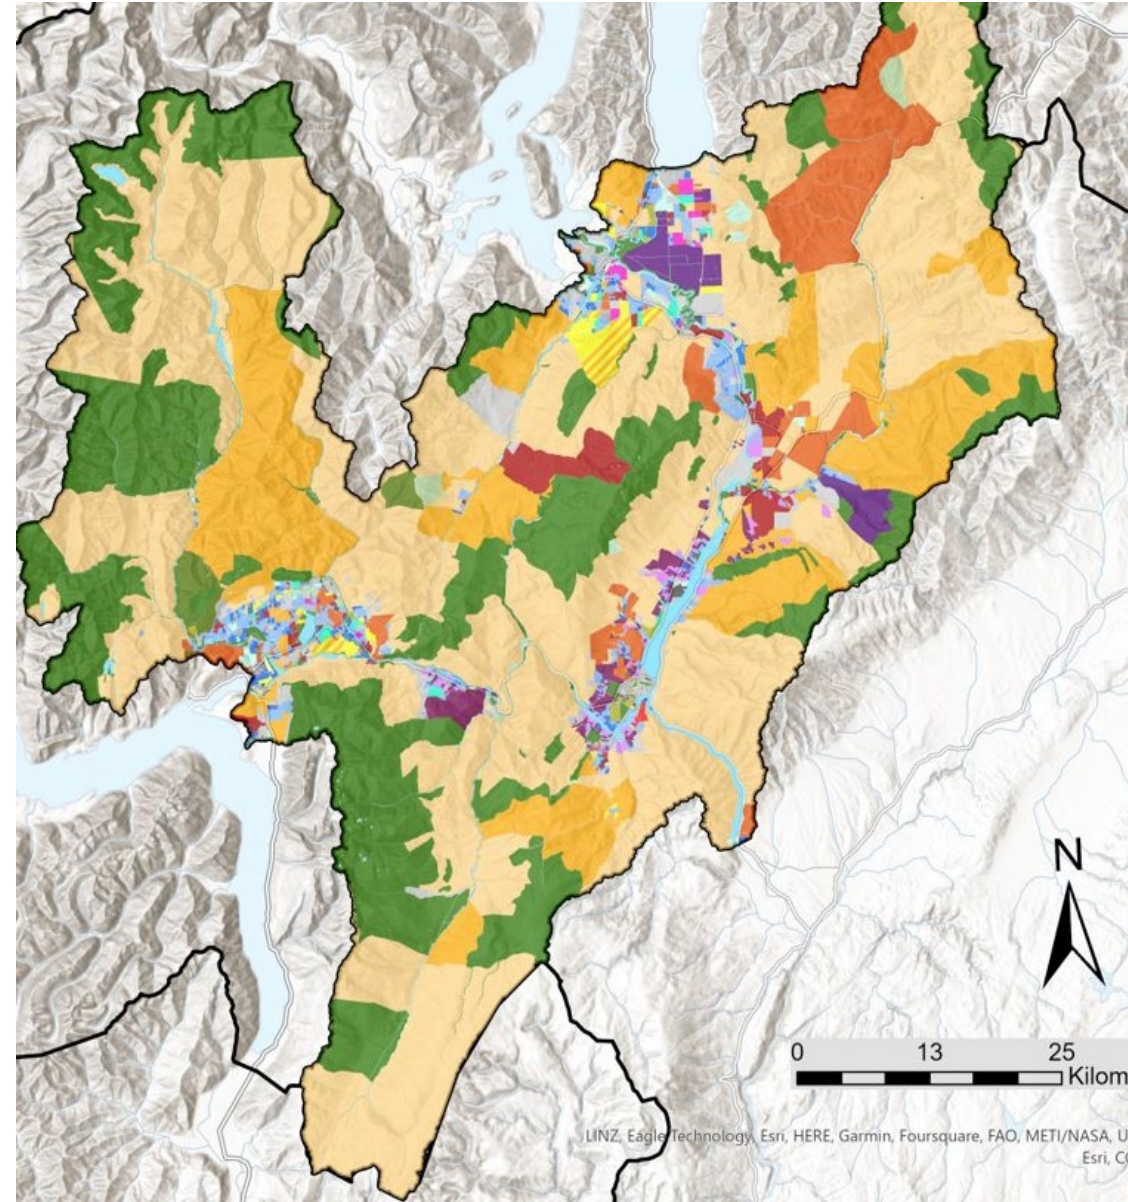 N
0 13 25
Kilom
LINZ, Eagle Technology, Esri, HERE, Garmin, Foursquare, FAO, METI/NASA, U
Esri, C